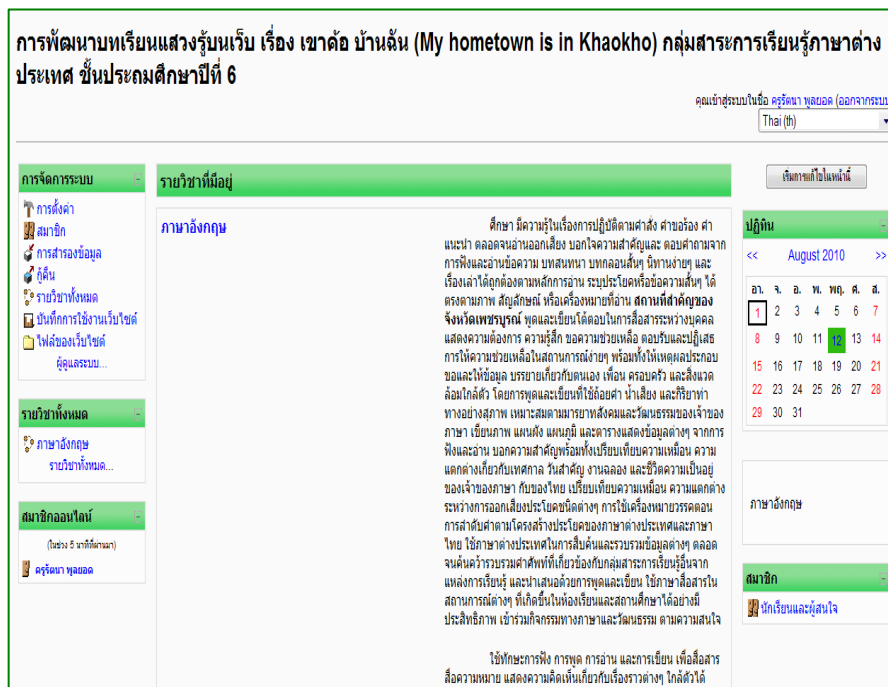 การพัฒนาบทเรียนแสวงรู้บนเว็บ เรื่อง เขาค้อ บ้านฉัน (My hometown is in Khaokho) กลุ่มสาระการเรียนรู้ภาษาต่าง
ประเทศ ชั้นประถมศึกษาปีที่ 6
คุณเข้าสู่ระบบในชื่อ ครูรัตนา พูลยอด (ออกจากระบบ
Thai (th)
การจัดการระบบ
การตั้งค่า
สมาชิก
การสำรองข้อมูล
กู้คืน
รายวิชาทั้งหมด
บันทึกการใช้งานเว็บไซต์
ไฟล์ของเว็บไซต์
ผู้ดูแลระบบ...
รายวิชาทั้งหมด
ภาษาอังกฤษ
รายวิชาทั้งหมด...
สมาชิกออนไลน์
(ในช่วง 5 นาทีที่ผ่านมา)
ครูรัตนา พูลยอด
รายวิชาที่มีอยู่
ภาษาอังกฤษ
ศึกษา มีความรู้ในเรื่องการปฏิบัติตามคำสั่ง คำขอร้อง คำ
แนะนำ ตลอดจนอ่านออกเสียง บอกใจความสำคัญและ ตอบคำถามจาก
การฟังและอ่านข้อความ บทสนทนา บทกลอนสั้นๆ นิทานง่ายๆ และ
เรื่องเล่าได้ถูกต้องตามหลักการอ่าน ระบุประโยคหรือข้อความสั้นๆ ได้
ตรงตามภาพ สัญลักษณ์ หรือเครื่องหมายที่อ่าน สถานที่สำคัญของ
จังหวัดเพชรบูรณ์ พูดและเขียนโต้ตอบในการสื่อสารระหว่างบุคคล
แสดงความต้องการ ความรู้สึก ขอความช่วยเหลือ ตอบรับและปฏิเสธ
การให้ความช่วยเหลือในสถานการณ์ง่ายๆ พร้อมทั้งให้เหตุผลประกอบ
ขอและให้ข้อมูล บรรยายเกี่ยวกับตนเอง เพื่อน ครอบครัว และสิ่งแวด
ล้อมใกล้ตัว โดยการพูดและเขียนที่ใช้ถ้อยคำ น้ำเสียง และกิริยาท่า
ทางอย่างสุภาพ เหมาะสมตามมารยาทสังคมและวัฒนธรรมของเจ้าของ
ภาษา เขียนภาพ แผนผัง แผนภูมิ และตารางแสดงข้อมูลต่างๆ จากการ
ฟังและอ่าน บอกความสำคัญพร้อมทั้งเปรียบเทียบความเหมือน ความ
แตกต่างเกี่ยวกับเทศกาล วันสำคัญ งานฉลอง และชีวิตความเป็นอยู่
ของเจ้าของภาษา กับของไทย เปรียบเทียบความเหมือน ความแตกต่าง
ระหว่างการออกเสียงประโยคชนิดต่างๆ การใช้เครื่องหมายวรรคตอน
การลำดับคำตามโครงสร้างประโยคของภาษาต่างประเทศและภาษา
ไทย ใช้ภาษาต่างประเทศในการสืบค้นและรวบรวมข้อมูลต่างๆ ตลอด
จนค้นคว้ารวบรวมคำศัพท์ที่เกี่ยวข้องกับกลุ่มสาระการเรียนรู้อื่นจาก
แหล่งการเรียนรู้ และนำเสนอด้วยการพูดและเขียน ใช้ภาษาสื่อสารใน
สถานการณ์ต่างๆ ที่เกิดขึ้นในห้องเรียนและสถานศึกษาได้อย่างมี
ประสิทธิภาพ เข้าร่วมกิจกรรมทางภาษาและวัฒนธรรม ตามความสนใจ
ใช้ทักษะการฟัง การพูด การอ่าน และการเขียน เพื่อสื่อสาร
สื่อความหมาย แสดงความคิดเห็นเกี่ยวกับเรื่องราวต่างๆ ใกล้ตัวได้
เริ่มการแก้ไขในหน้านี้
ปฏิทิน
<< August 2010 >>
อา. จ. อ. พ. พฤ. ศ. ส.
1 2 3 4 5 6 7
8 9 10 11 12 13 14
15 16 17 18 19 20 21
22 23 24 25 26 27 28
29 30 31
ภาษาอังกฤษ
สมาชิก
นักเรียนและผู้สนใจ